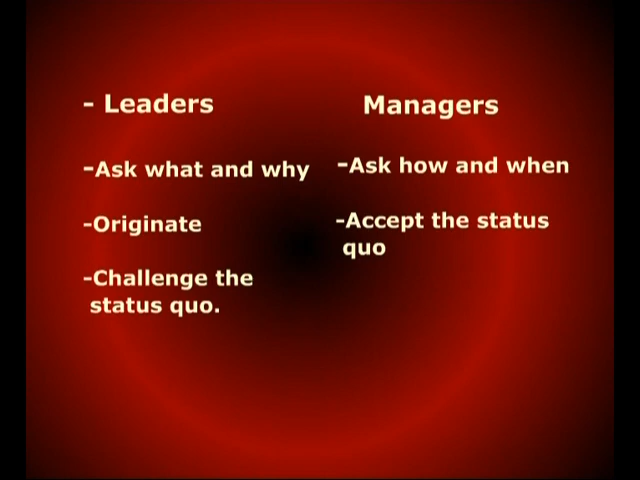 - Leaders
-Ask what and why
-Originate
-Challenge the
status quo.
Managers
-Ask how and when
-Accept the status
quo